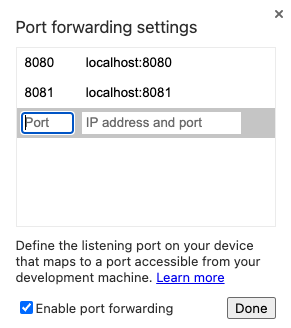 Port forwarding settings
8080 localhost:8080
8081 localhost:8081
Port IP address and port
Define the listening port on your device
that maps to a port accessible from your
development machine. Learn more
Enable port forwarding Done